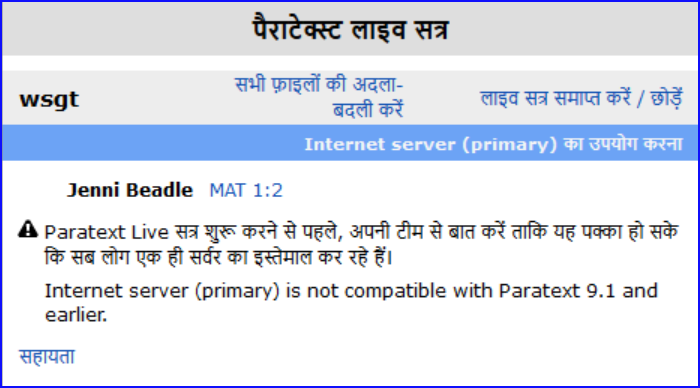 पैराटेक्स्ट लाइव सत्र
wsgt
सभी फ़ाइलों की अदला-
बदली करें
लाइव सत्र समाप्त करें / छोड़ें
Internet server (primary) का उपयोग करना
Jenni Beadle MAT 1:2
Paratext Live सत्र शुरू करने से पहले, अपनी टीम से बात करें ताकि यह पक्का हो सके
कि सब लोग एक ही सर्वर का इस्तेमाल कर रहे हैं।
Internet server (primary) is not compatible with Paratext 9.1 and
earlier.
सहायता